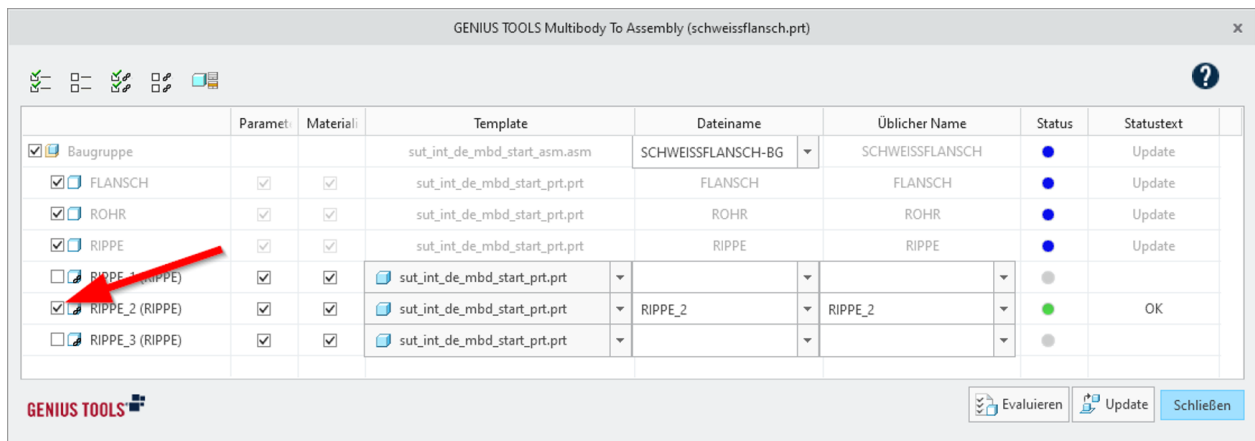 GENIUS TOOLS Multibody To Assembly (schweissflansch.prt)
Paramet Materiali Template Dateiname Üblicher Name Status Statustext
Baugruppe sut_int_de_mbd_start_asm.asm SCHWEISSFLANSCH-BG SCHWEISSFLANSCH Update
FLANSCH sut_int_de_mbd_start_prt.prt FLANSCH FLANSCH Update
ROHR sut_int_de_mbd_start_prt.prt ROHR ROHR Update
RIPPE sut_int_de_mbd_start_prt.prt RIPPE RIPPE Update
RIPPE_1 (RIPPE) sut_int_de_mbd_start_prt.prt
RIPPE_2 (RIPPE) sut_int_de_mbd_start_prt.prt RIPPE_2 RIPPE_2 OK
RIPPE_3 (RIPPE) sut_int_de_mbd_start_prt.prt
GENIUS TOOLS Evaluieren Update Schließen